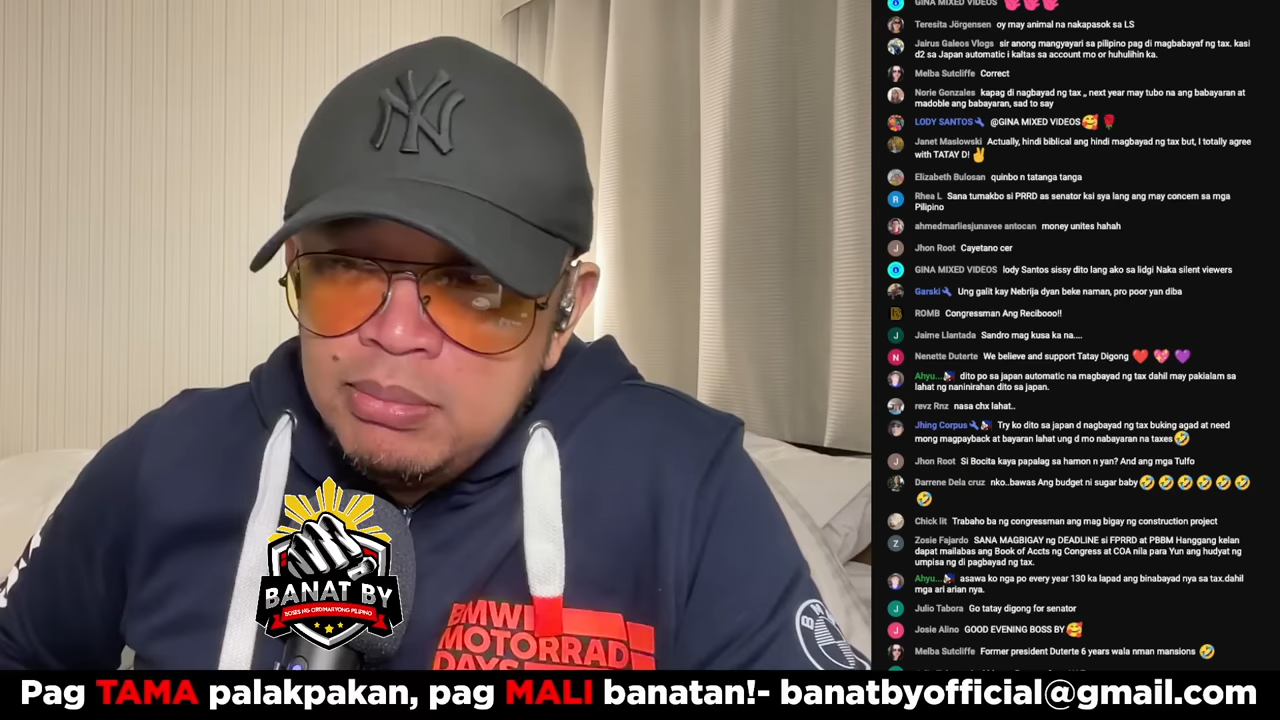 GINA MIXED VIDEOS
Teresita Jörgensen oy may animal na nakapasok sa LS
Jairus Galeos Vlogs sir anong mangyayari sa pilipino pag di magbabayaf ng tax. kasi
d2 sa Japan automatic i kaltas sa account mo or huhulihin ka.
Melba Sutcliffe Correct
Norie Gonzales kapag di nagbayad ng tax ,, next year may tubo na ang babayaran at
madoble ang babayaran, sad to say
LODY SANTOS @GINA MIXED VIDEOS
Janet Maslowski Actually, hindi biblical ang hindi magbayad ng tax but, I totally agree
with TATAY D!
Elizabeth Bulosan quinbo n tatanga tanga
R Rhea L Sana tumakbo si PRRD as senator ksi sya lang ang may concern sa mga
Pilipino
ahmedmarliesjunavee antocan money unites hahah
J Jhon Root Cayetano cer
GINA MIXED VIDEOS lody Santos sissy dito lang ako sa lidgi Naka silent viewers
Garski Ung galit kay Nebrija dyan beke naman, pro poor yan diba
ROMB Congressman Ang Recibooo!!
J Jaime Llantada Sandro mag kusa ka na....
N Nenette Duterte We believe and support Tatay Digong
Ahyu... dito po sa japan automatic na magbayad ng tax dahil may pakialam sa
lahat ng naninirahan dito sa japan.
revz Rnz nasa chx lahat..
Jhing Corpus Try ko dito sa japan d nagbayad ng tax buking agad at need
mong magpayback at bayaran lahat ung d mo nabayaran na taxes
J Jhon Root Si Bocita kaya papalag sa hamon n yan? And ang mga Tulfo
Darrene Dela cruz nko..bawas Ang budget ni sugar baby
Chick lit Trabaho ba ng congressman ang mag bigay ng construction project
Z Zosie Fajardo SANA MAGBIGAY ng DEADLINE si FPRRD at PBBM Hanggang kelan
dapat mailabas ang Book of Accts ng Congress at COA nila para Yun ang hudyat ng
umpisa ng di pagbayad ng tax.
Ahyu... asawa ko nga po every year 130 ka lapad ang binabayad nya sa tax.dahil
mga ari arian nya.
J Julio Tabora Go tatay digong for senator
J Josie Alino GOOD EVENING BOSS BY
Melba Sutcliffe Former president Duterte 6 years wala nman mansions
NY
BANAT BY
BOSES NG ORDINARYONG PILIPINO
BMW
MOTORRAD
DAYS
BM
Pag TAMA palakpakan, pag MALI banatan!- banatbyofficial@gmail.com